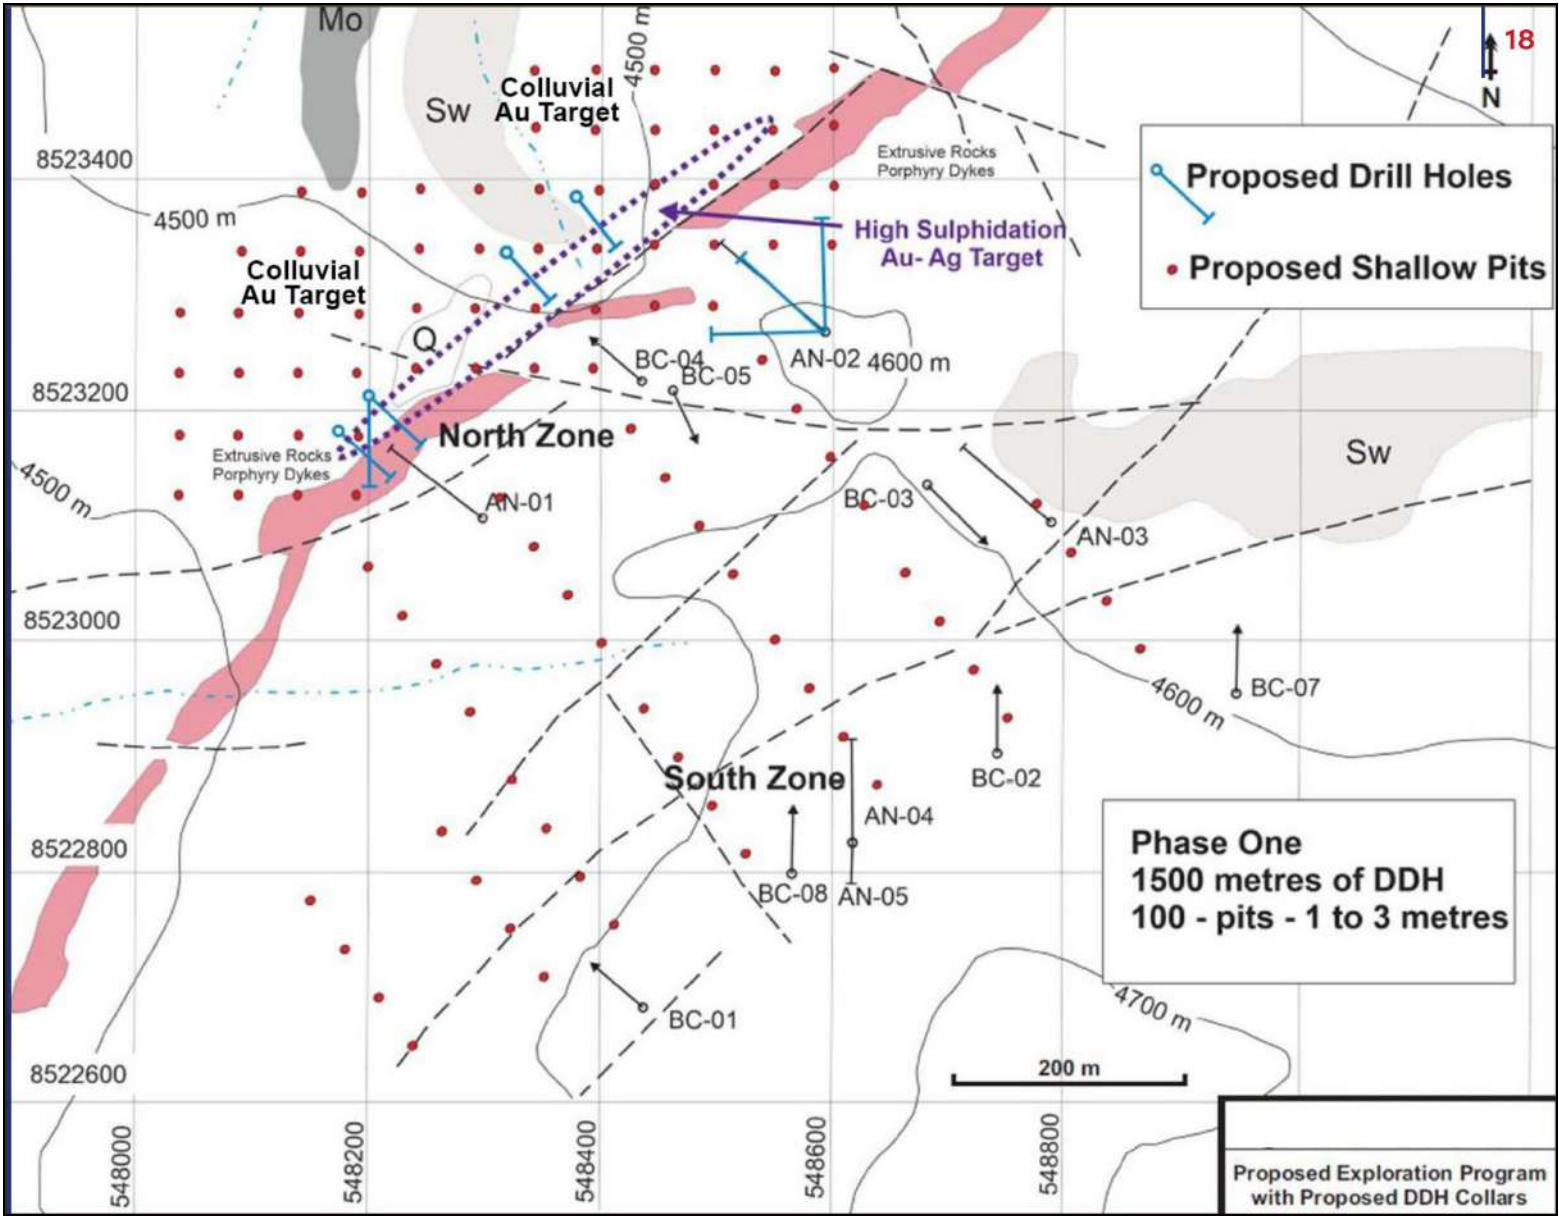 Mo
4500 m
18
N
Colluvial
Au Target
Sw
8523400
Extrusive Rocks
Porphyry Dykes
Proposed Drill Holes
4500 m
High Sulphidation
Au- Ag Target
Proposed Shallow Pits
Colluvial
Au Target
Q
BC-04
BC-05
AN-02
4600 m
8523200
North Zone
Extrusive Rocks
Porphyry Dykes
Sw
4500 m
AN-01
BC-03
AN-03
8523000
BC-07
4600 m
South Zone
BC-02
AN-04
8522800
BC-08
AN-05
Phase One
1500 metres of DDH
100 - pits - 1 to 3 metres
BC-01
4700 m
200 m
8522600
548000
548200
548400
548600
548800
Proposed Exploration Program
with Proposed DDH Collars